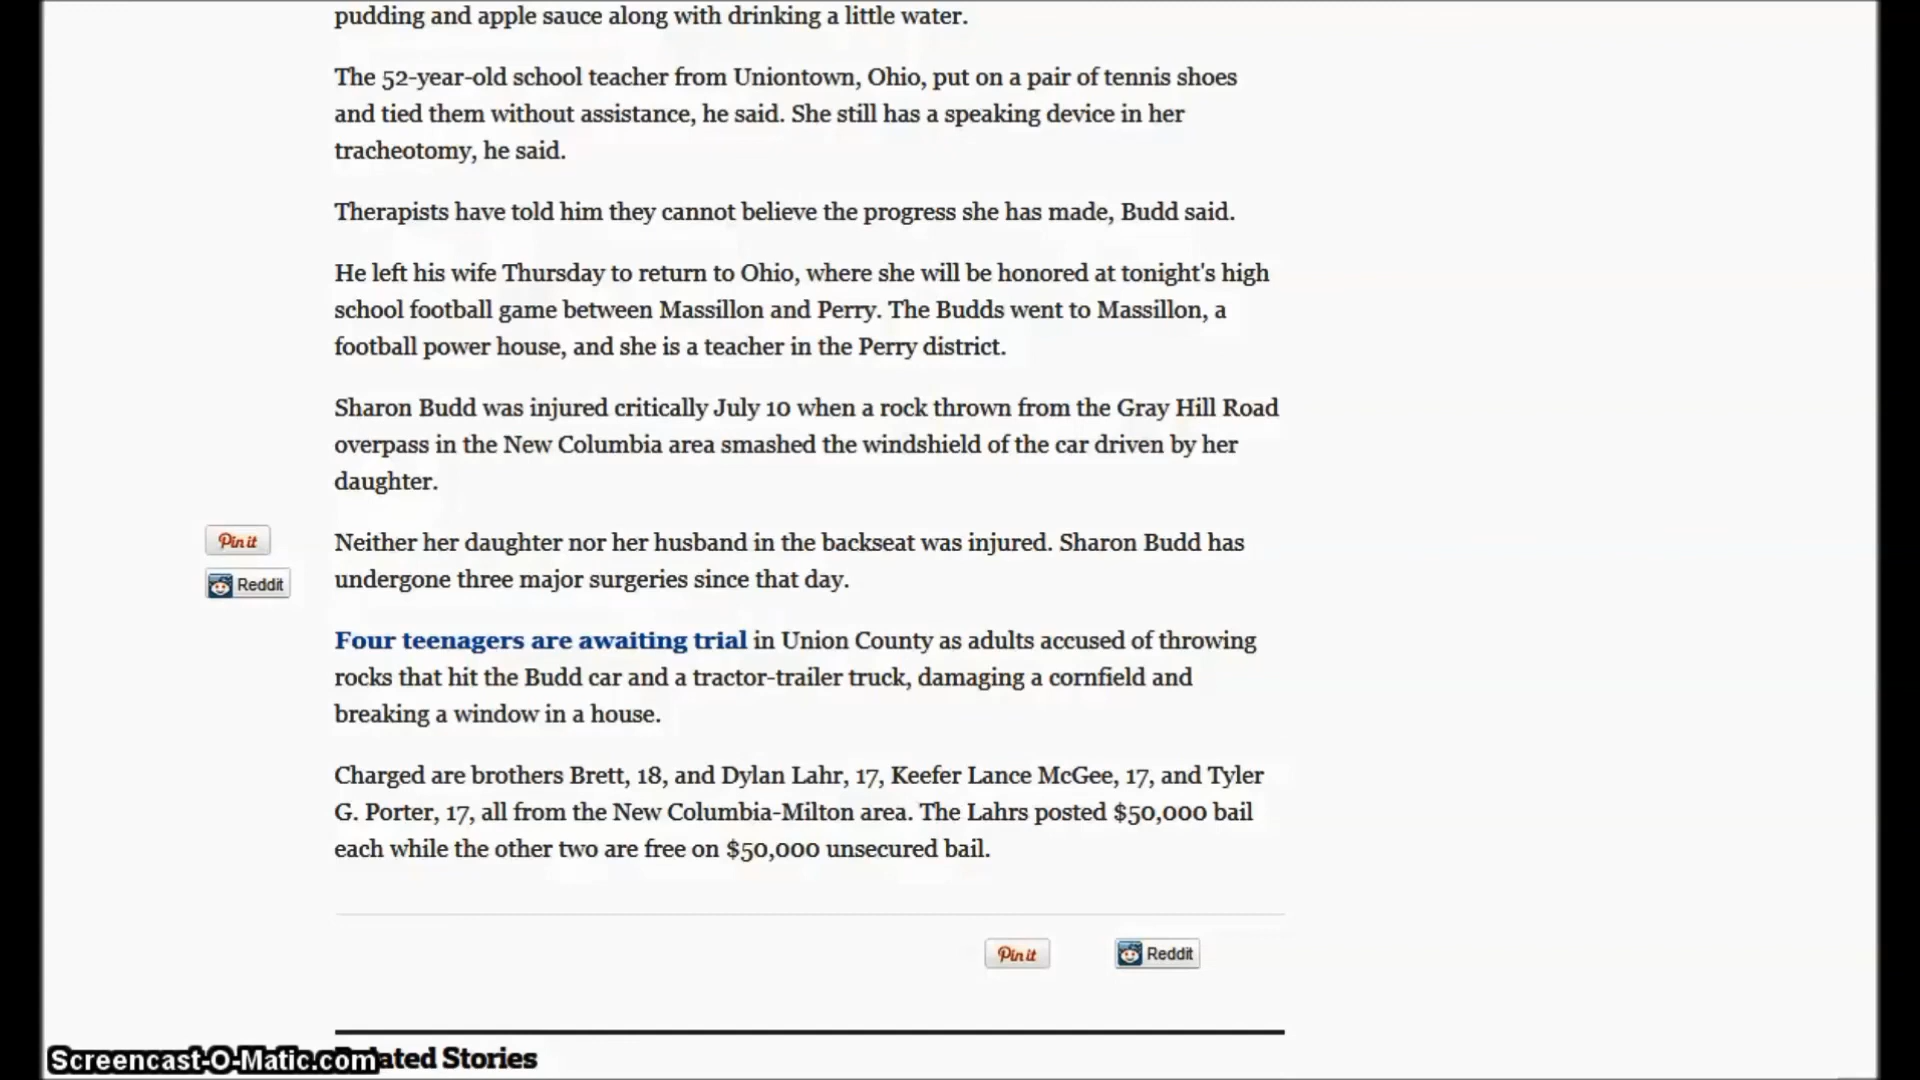 pudding and apple sauce along with drinking a little water.
The 52-year-old school teacher from Uniontown, Ohio, put on a pair of tennis shoes
and tied them without assistance, he said. She still has a speaking device in her
tracheotomy, he said.
Therapists have told him they cannot believe the progress she has made, Budd said.
He left his wife Thursday to return to Ohio, where she will be honored at tonight's high
school football game between Massillon and Perry. The Budds went to Massillon, a
football power house, and she is a teacher in the Perry district.
Sharon Budd was injured critically July 10 when a rock thrown from the Gray Hill Road
overpass in the New Columbia area smashed the windshield of the car driven by her
daughter.
Pin it
Reddit
Neither her daughter nor her husband in the backseat was injured. Sharon Budd has
undergone three major surgeries since that day.
Four teenagers are awaiting trial in Union County as adults accused of throwing
rocks that hit the Budd car and a tractor-trailer truck, damaging a cornfield and
breaking a window in a house.
Charged are brothers Brett, 18, and Dylan Lahr, 17, Keefer Lance McGee, 17, and Tyler
G. Porter, 17, all from the New Columbia-Milton area. The Lahrs posted $50,000 bail
each while the other two are free on $50,000 unsecured bail.
Pin it
Reddit
Screencast-O-Matic.com
Stories